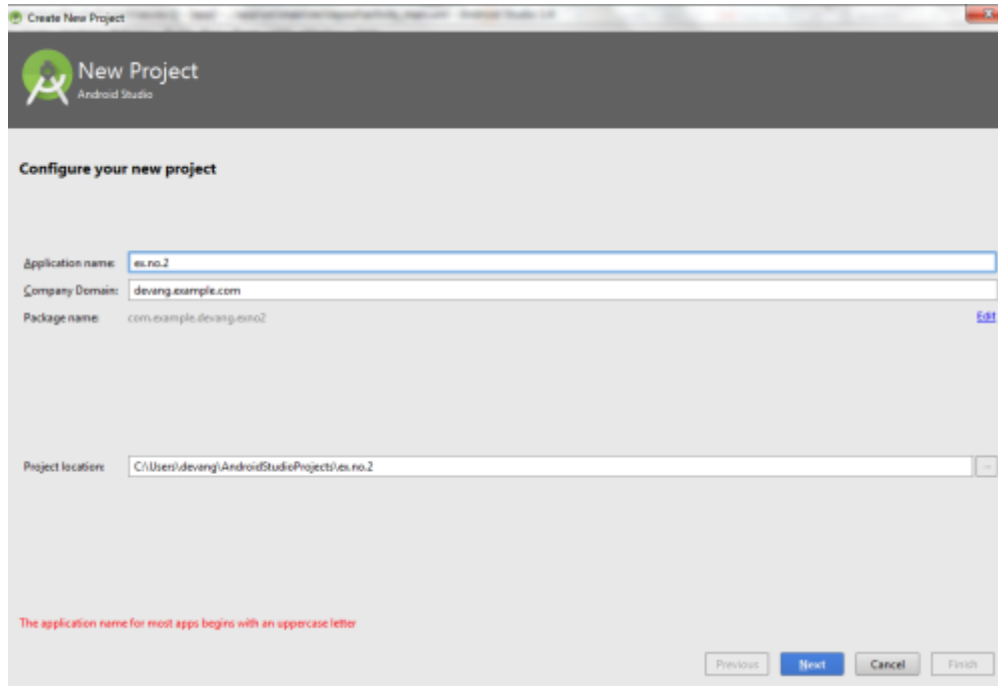 Create New Project
New Project
Android Studio
Configure your new project
Application name: ex.no.2
Company Domain: devang.example.com
Package name: com.example.devang.exno2 Edit
Project location: C:\Users\devang\AndroidStudioProjects\ex.no.2
The application name for most apps begins with an uppercase letter
Previous Next Cancel Finish